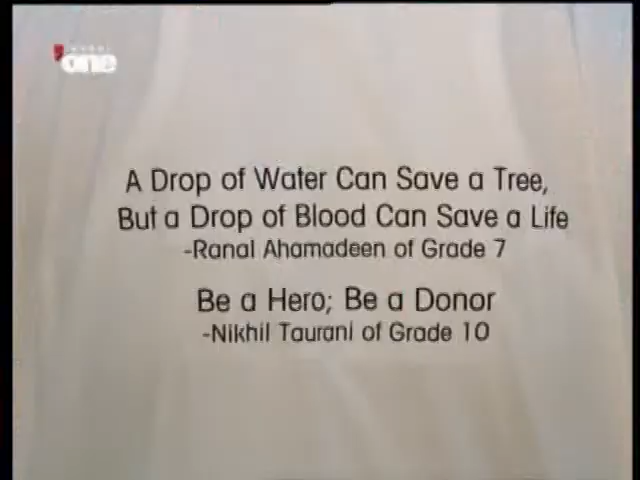 one
A Drop of Water Can Save a Tree,
But a Drop of Blood Can Save a Life
-Ranal Ahamadeen of Grade 7
Be a Hero; Be a Donor
-Nikhil Taurani of Grade 10